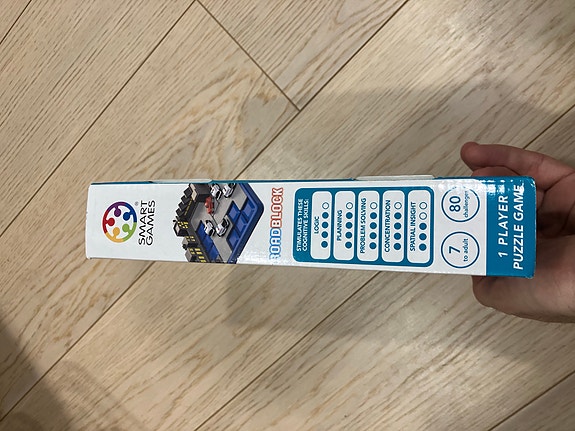 SMART
GAMES
ROADBLOCK
STIMULATES THESE
COGNITIVE SKILLS:
LOGIC
PLANNING
PROBLEM SOLVING
CONCENTRATION
SPATIAL INSIGHT
7
to adult
80
challenges
1 PLAYER
PUZZLE GAME